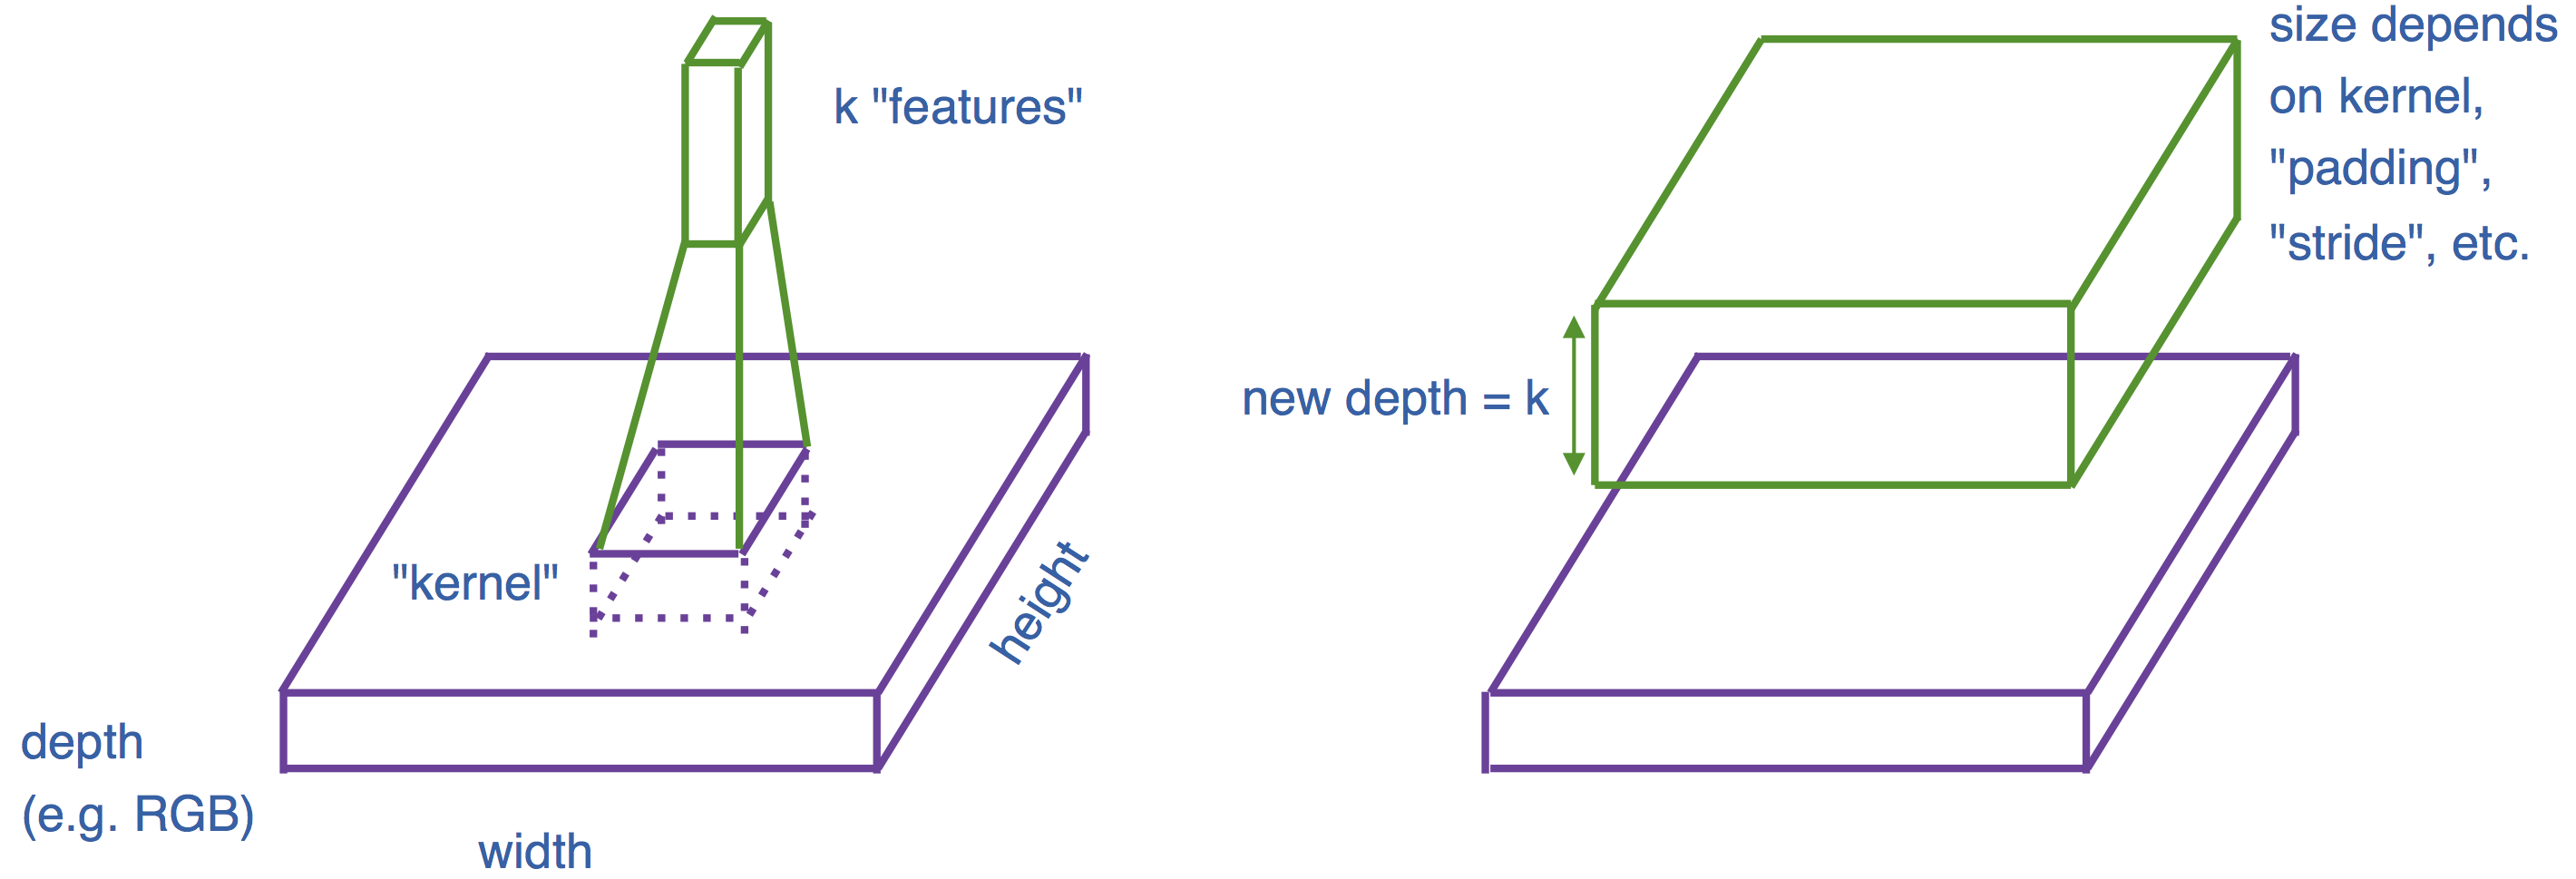 k "features"
"kernel"
height
depth
(e.g. RGB)
width
size depends
on kernel,
"padding",
"stride", etc.
new depth = k